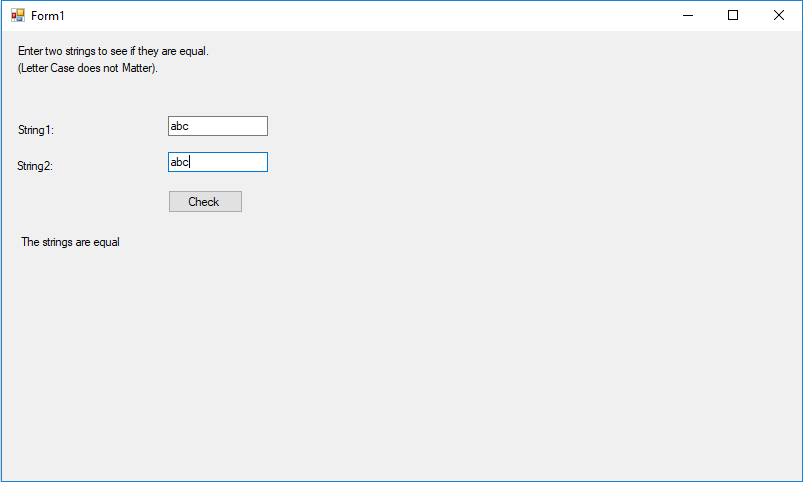 Form1
Enter two strings to see if they are equal.
(Letter Case does not Matter).
String1:
abc
String2:
abc
Check
The strings are equal